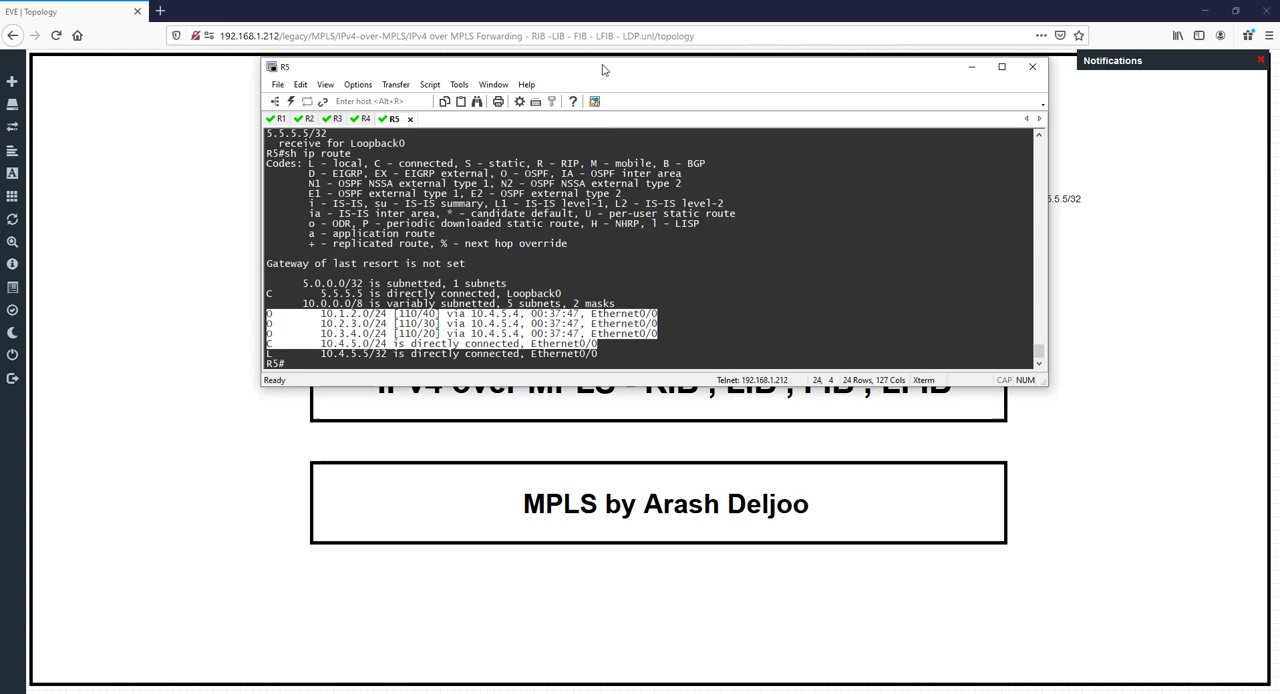 EVE | Topology
192.168.1.212/legacy/MPLS/IPv4-over-MPLS/IPv4 over MPLS Forwarding - RIB -LIB - FIB - LFIB - LDP.unl/topology
Notifications
R5
File Edit View Options Transfer Script Tools Window Help
Enter host <Alt+R>
R1 R2 R3 R4 R5
5.5.5.5/32
receive for Loopback0
R5#sh ip route
Codes: L - local, C - connected, S - static, R - RIP, M - mobile, B - BGP
D - EIGRP, EX - EIGRP external, O - OSPF, IA - OSPF inter area
N1 - OSPF NSSA external type 1, N2 - OSPF NSSA external type 2
E1 - OSPF external type 1, E2 - OSPF external type 2
i - IS-IS, su - IS-IS summary, L1 - IS-IS level-1, L2 - IS-IS level-2
ia - IS-IS inter area, * - candidate default, U - per-user static route
o - ODR, P - periodic downloaded static route, H - NHRP, l - LISP
a - application route
+ - replicated route, % - next hop override
Gateway of last resort is not set
5.0.0.0/32 is subnetted, 1 subnets
C 5.5.5.5 is directly connected, Loopback0
10.0.0.0/8 is variably subnetted, 5 subnets, 2 masks
O 10.1.2.0/24 [110/40] via 10.4.5.4, 00:37:47, Ethernet0/0
O 10.2.3.0/24 [110/30] via 10.4.5.4, 00:37:47, Ethernet0/0
O 10.3.4.0/24 [110/20] via 10.4.5.4, 00:37:47, Ethernet0/0
C 10.4.5.0/24 is directly connected, Ethernet0/0
L 10.4.5.5/32 is directly connected, Ethernet0/0
R5#
Ready Telnet: 192.168.1.212 24, 4 24 Rows, 127 Cols Xterm CAP NUM
5.5.5/32
IPv4 over MPLS - RIB , LIB , FIB , LFIB
MPLS by Arash Deljoo